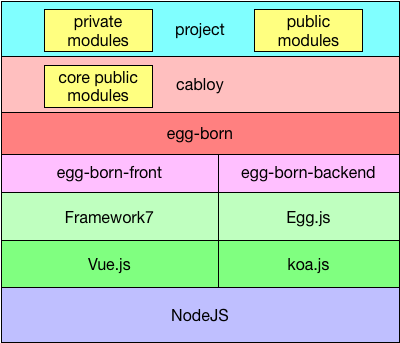 private
modules
project
public
modules
core public
modules
cabloy
egg-born
egg-born-front
egg-born-backend
Framework7
Egg.js
Vue.js
koa.js
NodeJS